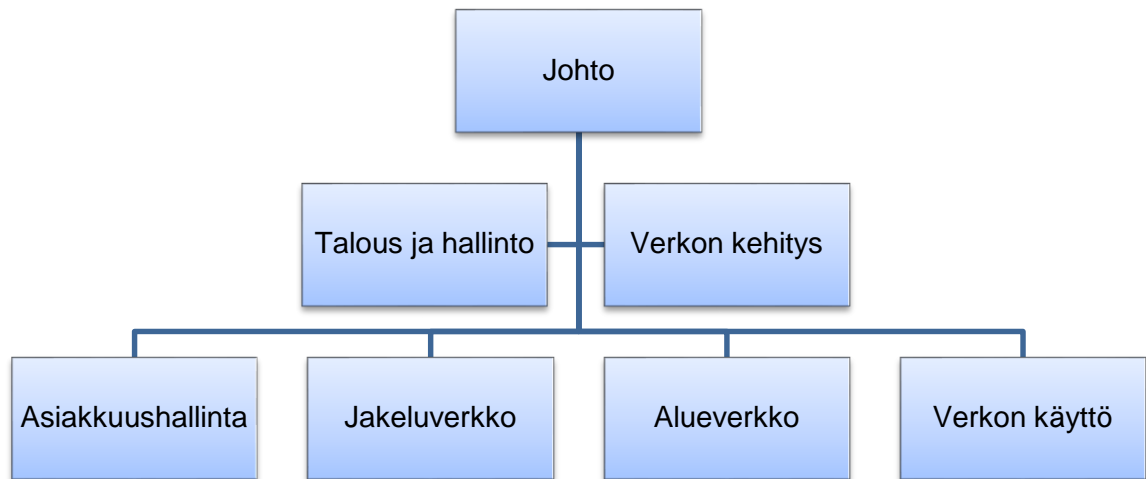 Johto
Talous ja hallinto
Verkon kehitys
Asiakkuushallinta
Jakeluverkko
Alueverkko
Verkon käyttö